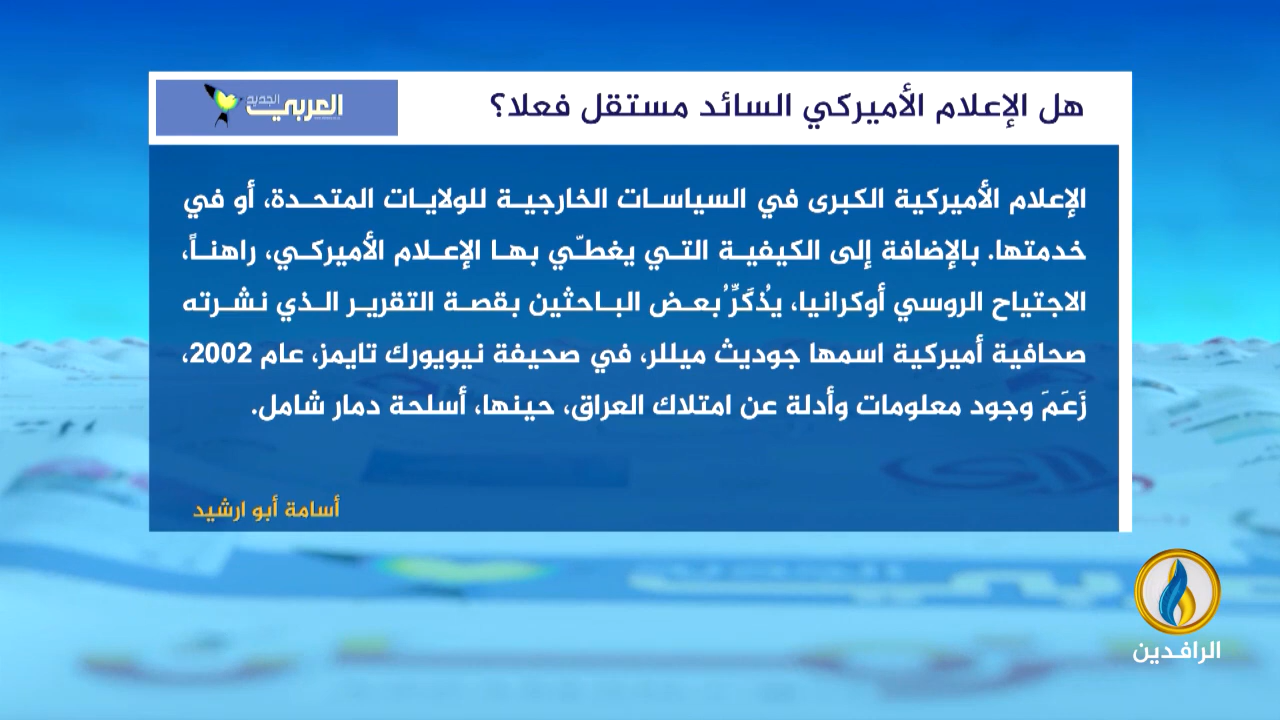 هل الإعلام الأميركي السائد مستقل فعلا؟
العربي الجديد
الإعلام الأميركية الكبرى في السياسات الخارجية للولايات المتحدة، أو في
خدمتها. بالإضافة إلى الكيفية التي يغطّي بها الإعلام الأميركي، راهناً،
الاجتياح الروسي أوكرانيا، يُذكِّرُ بعض الباحثين بقصة التقرير الذي نشرته
صحافية أميركية اسمها جوديث ميللر، في صحيفة نيويورك تايمز، عام 2002،
زَعَمَ وجود معلومات وأدلة عن امتلاك العراق، حينها، أسلحة دمار شامل.
أسامة أبو ارشيد
الرافدين